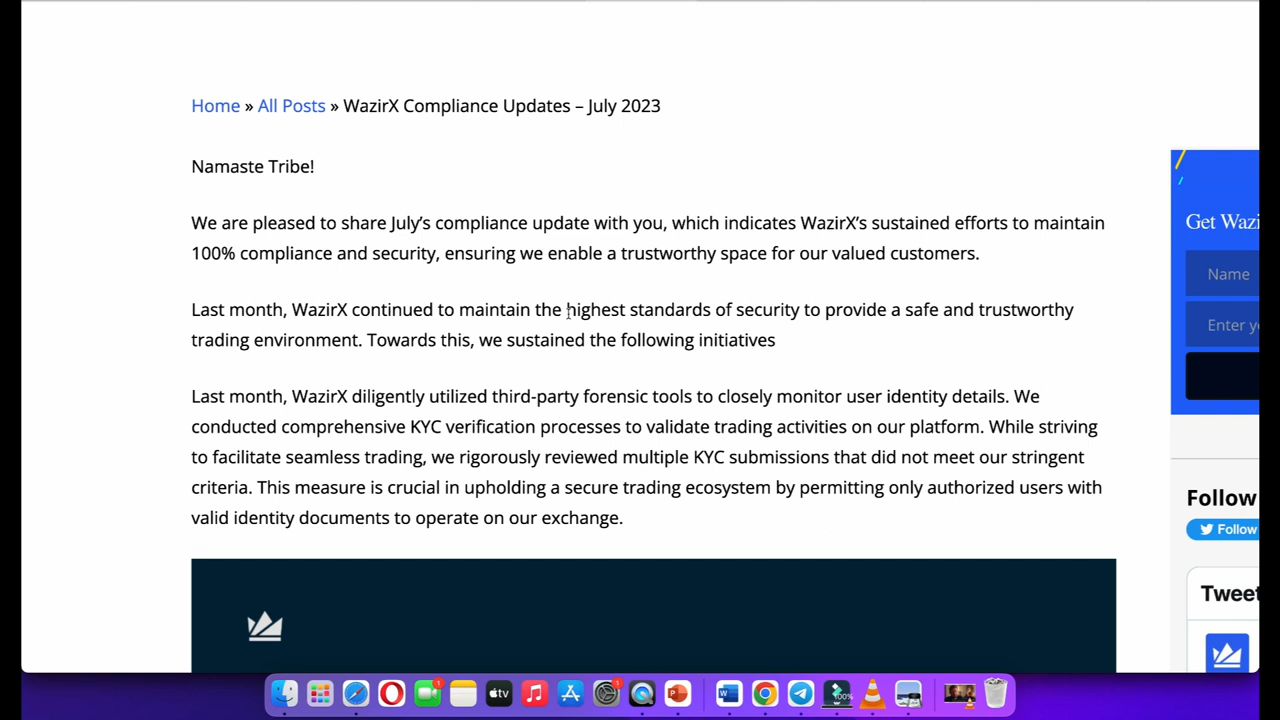 Home » All Posts » WazirX Compliance Updates – July 2023
Namaste Tribe!
We are pleased to share July’s compliance update with you, which indicates WazirX’s sustained efforts to maintain
100% compliance and security, ensuring we enable a trustworthy space for our valued customers.
Last month, WazirX continued to maintain the highest standards of security to provide a safe and trustworthy
trading environment. Towards this, we sustained the following initiatives
Last month, WazirX diligently utilized third-party forensic tools to closely monitor user identity details. We
conducted comprehensive KYC verification processes to validate trading activities on our platform. While striving
to facilitate seamless trading, we rigorously reviewed multiple KYC submissions that did not meet our stringent
criteria. This measure is crucial in upholding a secure trading ecosystem by permitting only authorized users with
valid identity documents to operate on our exchange.
Get Wazi
Name
Enter y
Follow
Follow
Tweet
1
tv
1
100%